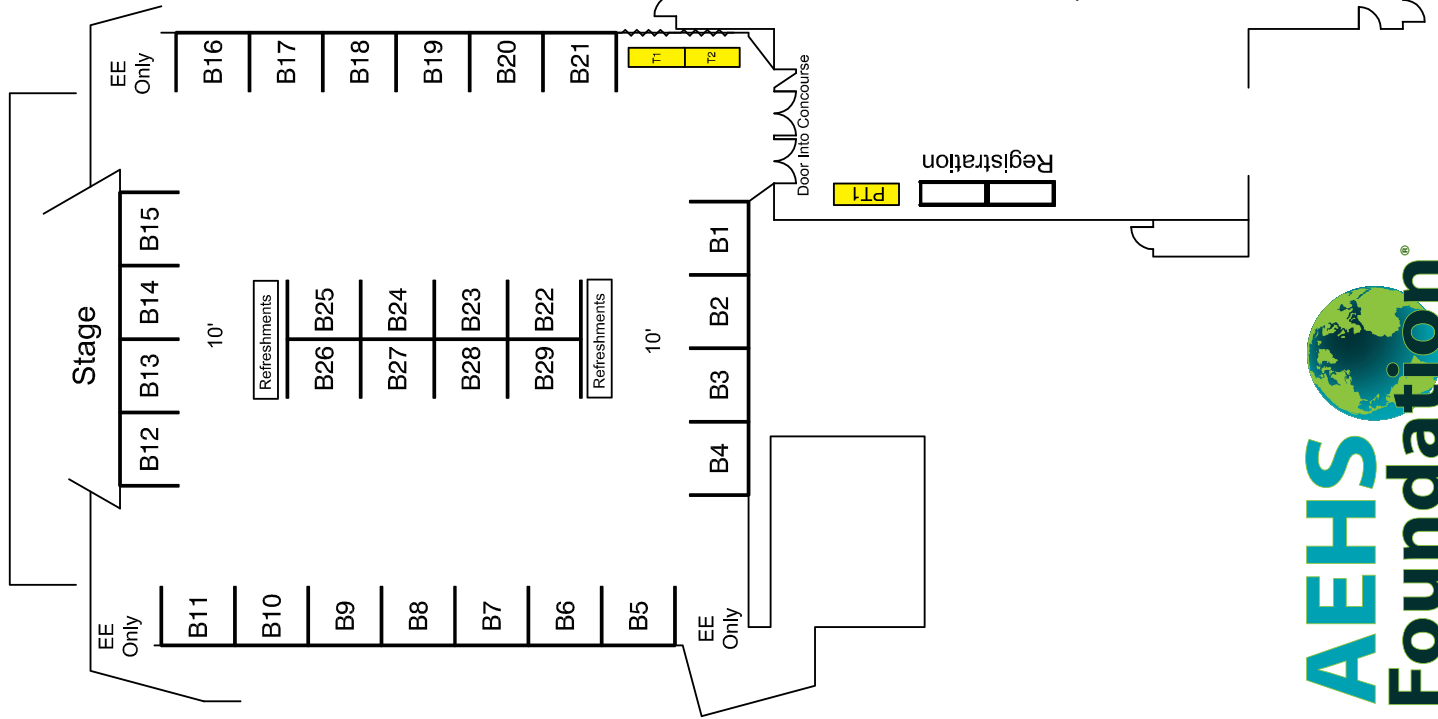 Stage
EE
Only
EE
Only
B12
B13
B14
B15
B11
B10
B9
B8
B7
B6
B5
B16
B17
B18
B19
B20
B21
T1
T2
10'
Refreshments
B26
B25
B27
B24
B28
B23
B29
B22
Refreshments
10'
EE
Only
B4
B3
B2
B1
Door Into Concourse
PT1
Registration
AEHS
Foundation®